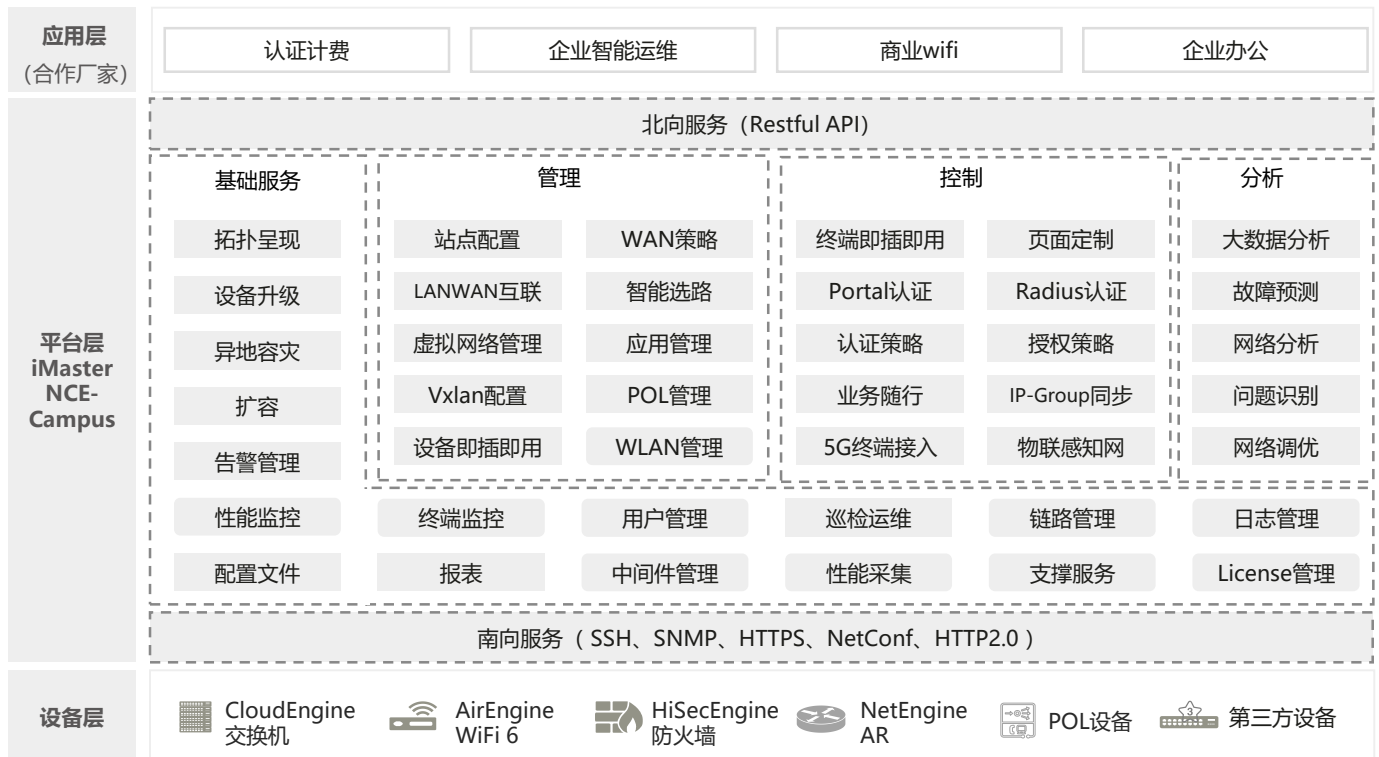 应用层
（合作厂家）
认证计费
企业智能运维
商业wifi
企业办公
平台层
iMaster
NCE-
Campus
北向服务（Restful API）
基础服务
拓扑呈现
设备升级
异地容灾
扩容
告警管理
性能监控
配置文件
管理
站点配置
WAN策略
LANWAN互联
智能选路
虚拟网络管理
应用管理
Vxlan配置
POL管理
设备即插即用
WLAN管理
控制
终端即插即用
页面定制
Portal认证
Radius认证
认证策略
授权策略
业务随行
IP-Group同步
5G终端接入
物联感知网
分析
大数据分析
故障预测
网络分析
问题识别
网络调优
终端监控
用户管理
巡检运维
链路管理
日志管理
报表
中间件管理
性能采集
支撑服务
License管理
南向服务（ SSH、SNMP、HTTPS、NetConf、HTTP2.0 ）
设备层
CloudEngine
交换机
AirEngine
WiFi 6
HiSecEngine
防火墙
NetEngine
AR
POL设备
3
第三方设备